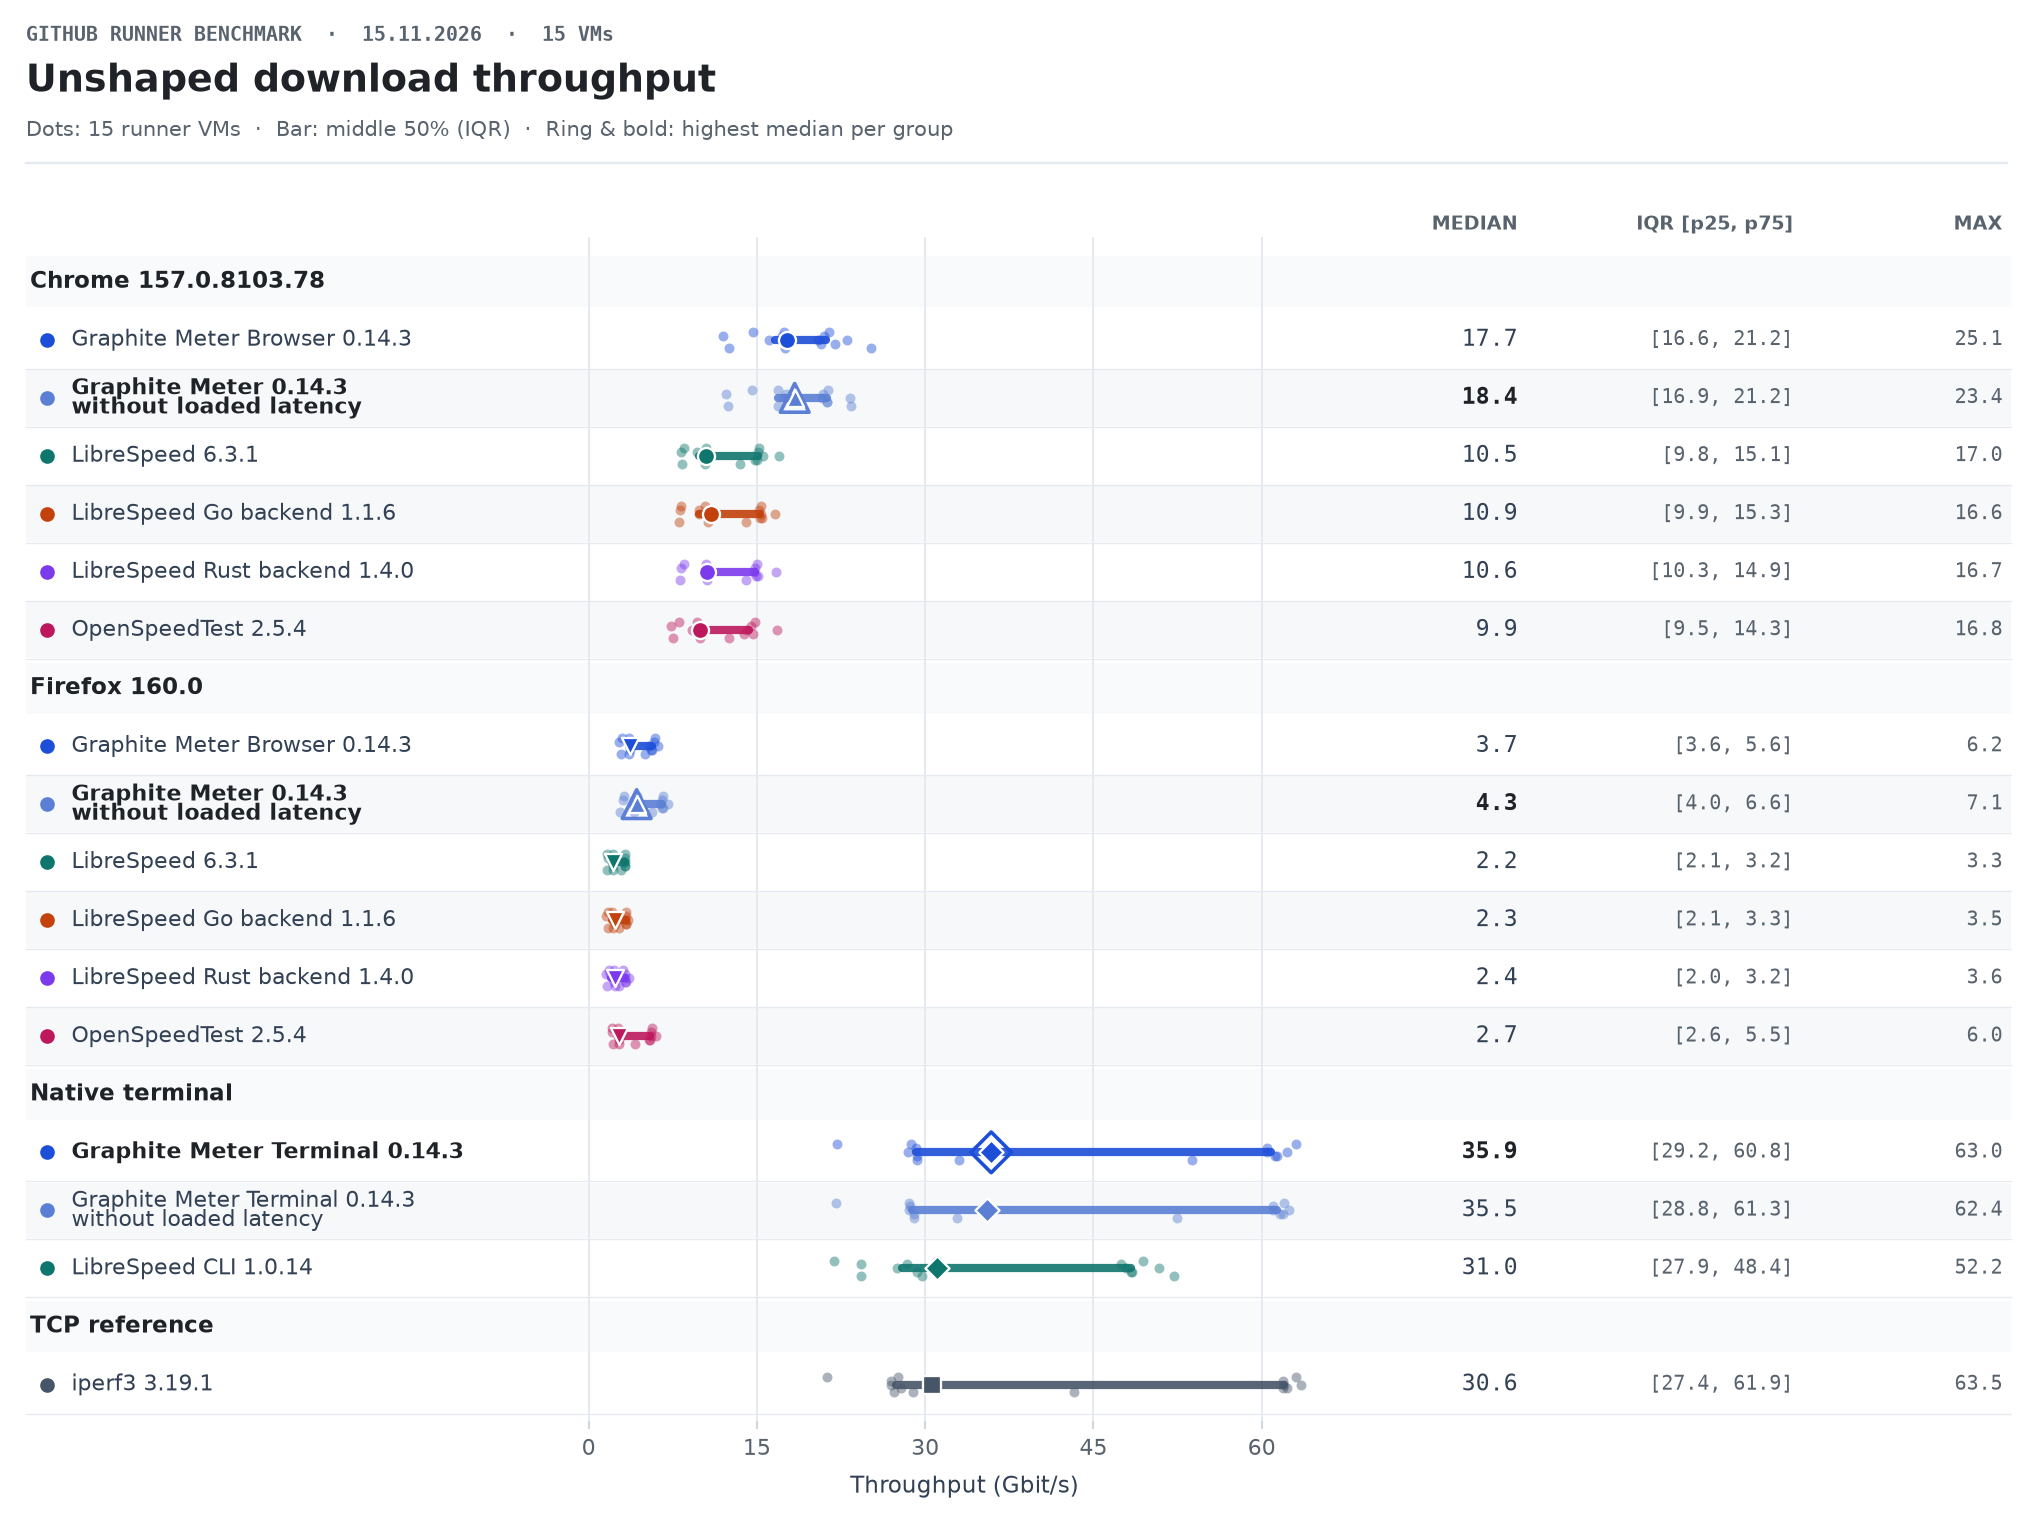 GITHUB RUNNER BENCHMARK · 15.11.2026 · 15 VMs
Unshaped download throughput
Dots: 15 runner VMs · Bar: middle 50% (IQR) · Ring & bold: highest median per group
MEDIAN IQR [p25, p75] MAX
Chrome 157.0.8103.78
Graphite Meter Browser 0.14.3 17.7 [16.6, 21.2] 25.1
Graphite Meter 0.14.3
without loaded latency 18.4 [16.9, 21.2] 23.4
LibreSpeed 6.3.1 10.5 [9.8, 15.1] 17.0
LibreSpeed Go backend 1.1.6 10.9 [9.9, 15.3] 16.6
LibreSpeed Rust backend 1.4.0 10.6 [10.3, 14.9] 16.7
OpenSpeedTest 2.5.4 9.9 [9.5, 14.3] 16.8
Firefox 160.0
Graphite Meter Browser 0.14.3 3.7 [3.6, 5.6] 6.2
Graphite Meter 0.14.3
without loaded latency 4.3 [4.0, 6.6] 7.1
LibreSpeed 6.3.1 2.2 [2.1, 3.2] 3.3
LibreSpeed Go backend 1.1.6 2.3 [2.1, 3.3] 3.5
LibreSpeed Rust backend 1.4.0 2.4 [2.0, 3.2] 3.6
OpenSpeedTest 2.5.4 2.7 [2.6, 5.5] 6.0
Native terminal
Graphite Meter Terminal 0.14.3 35.9 [29.2, 60.8] 63.0
Graphite Meter Terminal 0.14.3
without loaded latency 35.5 [28.8, 61.3] 62.4
LibreSpeed CLI 1.0.14 31.0 [27.9, 48.4] 52.2
TCP reference
iperf3 3.19.1 30.6 [27.4, 61.9] 63.5
0 15 30 45 60
Throughput (Gbit/s)